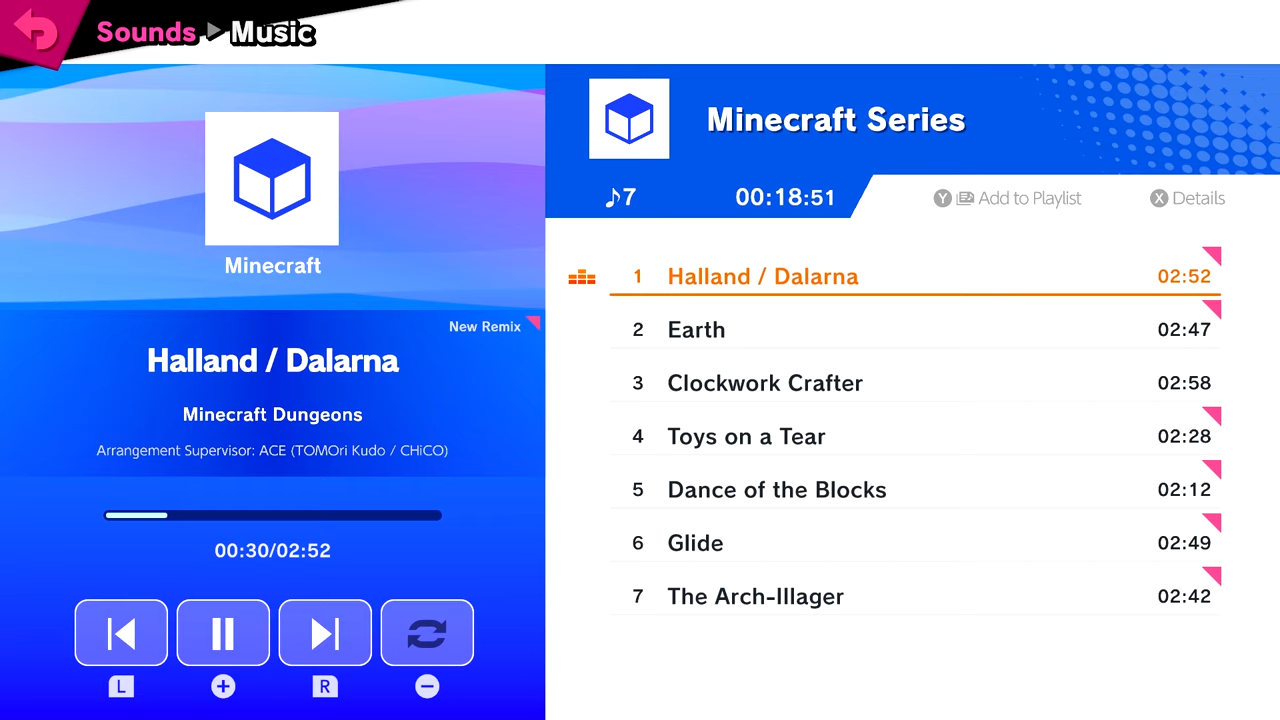 Sounds ▶ Music
Minecraft
New Remix
Halland / Dalarna
Minecraft Dungeons
Arrangement Supervisor: ACE (TOMOri Kudo / CHiCO)
00:30/02:52
L + R −
Minecraft Series
♪7 00:18:51
Y Add to Playlist X Details
1 Halland / Dalarna 02:52
2 Earth 02:47
3 Clockwork Crafter 02:58
4 Toys on a Tear 02:28
5 Dance of the Blocks 02:12
6 Glide 02:49
7 The Arch-Illager 02:42